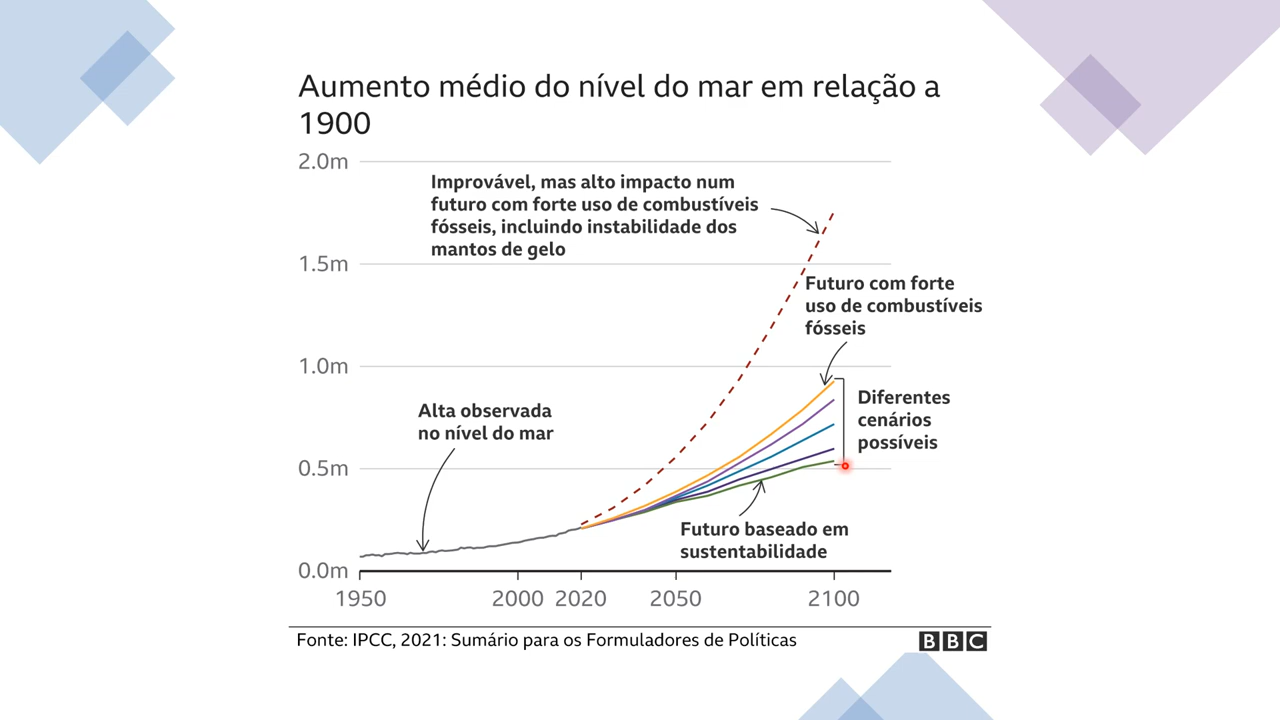 Aumento médio do nível do mar em relação a
1900
2.0m
Improvável, mas alto impacto num
futuro com forte uso de combustíveis
fósseis, incluindo instabilidade dos
mantos de gelo
1.5m
Futuro com forte
uso de combustíveis
fósseis
1.0m
Alta observada
no nível do mar
Diferentes
cenários
possíveis
0.5m
Futuro baseado em
sustentabilidade
0.0m
1950 2000 2020 2050 2100
Fonte: IPCC, 2021: Sumário para os Formuladores de Políticas
BBC